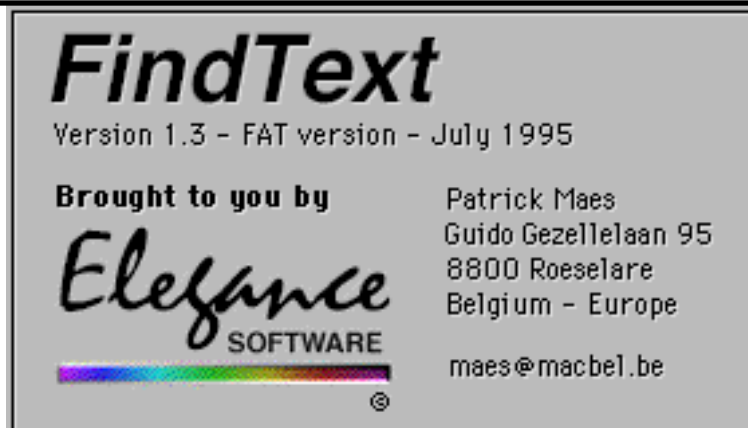 FindText
Version 1.3 - FAT version - July 1995
Brought to you by
Elegance
SOFTWARE
©
Patrick Maes
Guido Gezellelaan 95
8800 Roeselare
Belgium - Europe
maes@macbel.be